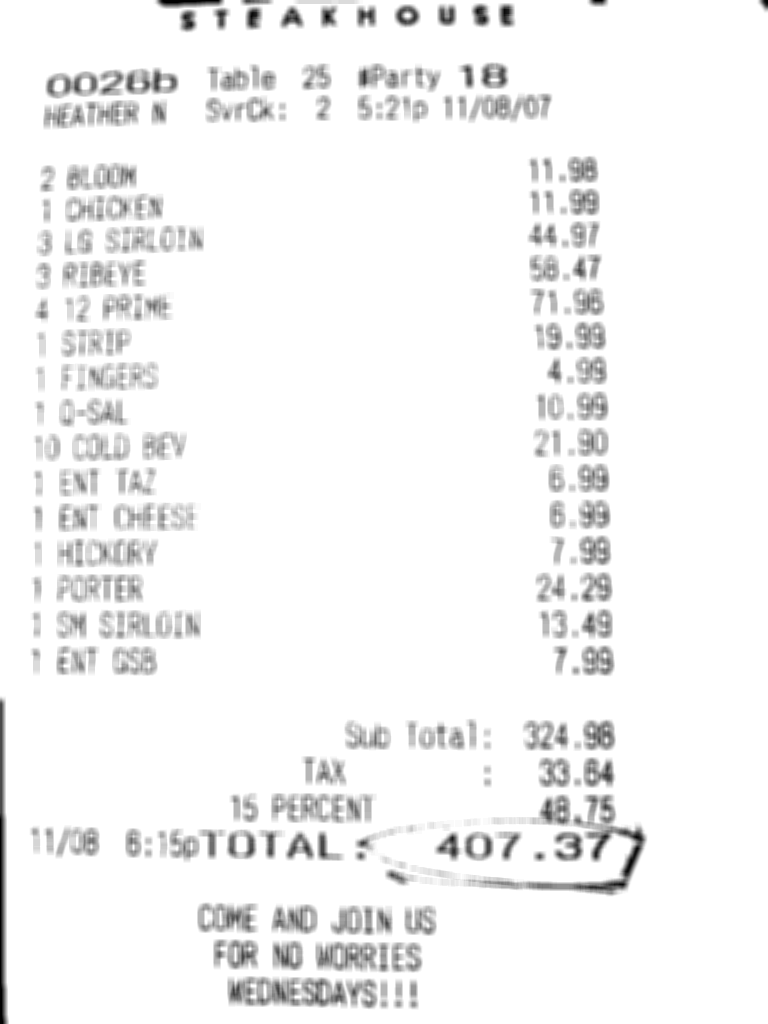 STEAKHOUSE
0026b Table 25 #Party 18
HEATHER N SvrCk: 2 5:21p 11/08/07
2 BLOOM 11.98
1 CHICKEN 11.99
3 LG SIRLOIN 44.97
3 RIBEYE 58.47
4 12 PRIME 71.96
1 STRIP 19.99
1 FINGERS 4.99
1 Q-SAL 10.99
10 COLD BEV 21.90
1 ENT TAZ 6.99
1 ENT CHEESE 6.99
1 HICKORY 7.99
1 PORTER 24.29
1 SM SIRLOIN 13.49
1 ENT GSB 7.99
Sub Total: 324.98
TAX : 33.64
15 PERCENT 48.75
11/08 6:15p TOTAL: 407.37
COME AND JOIN US
FOR NO WORRIES
WEDNESDAYS!!!